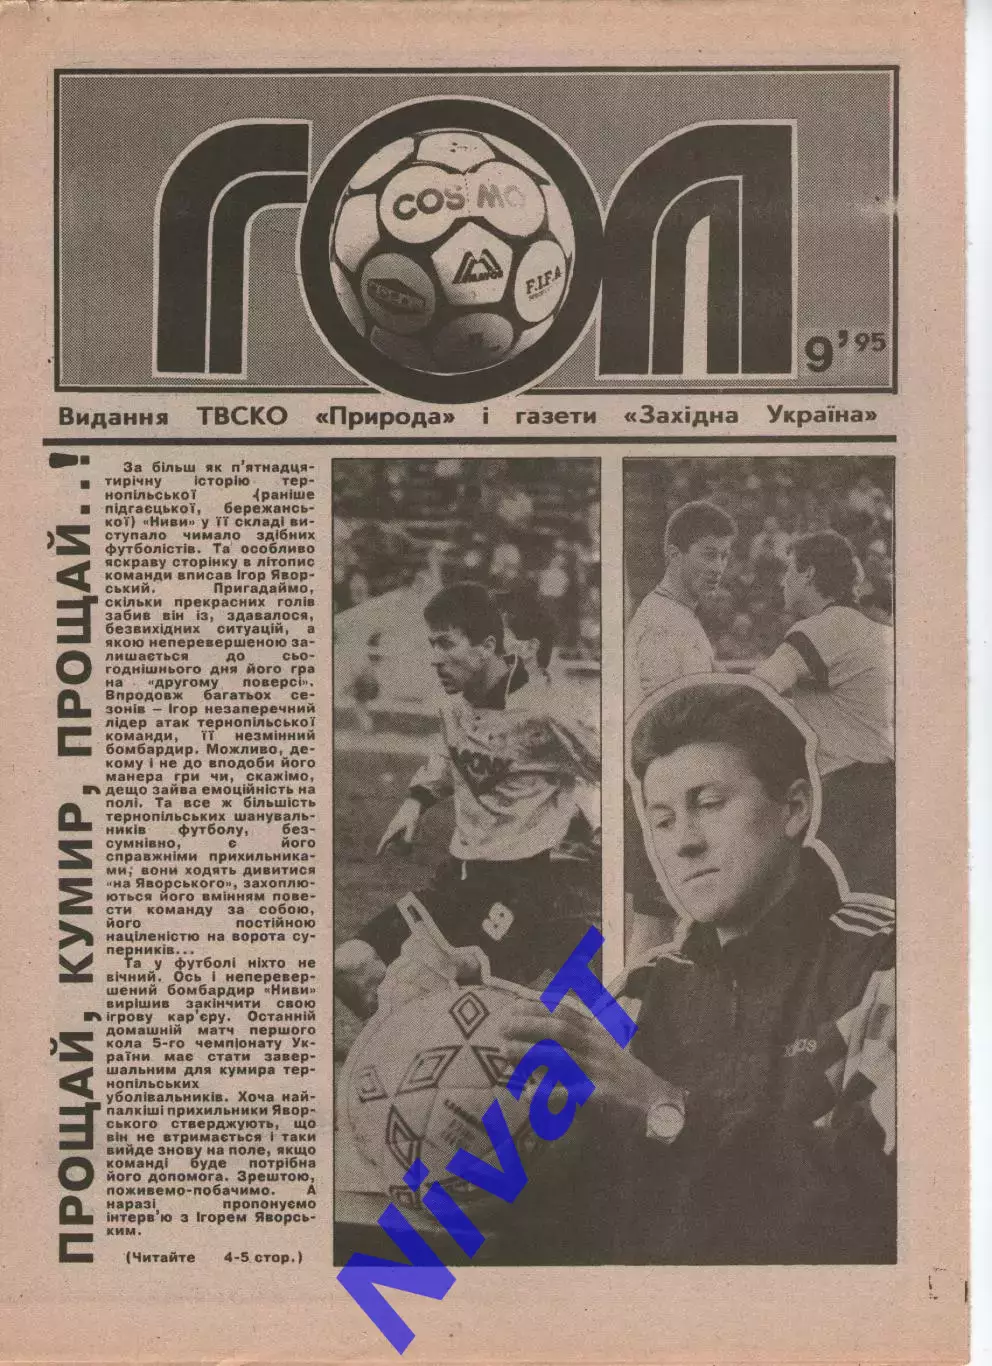 гол
COSMO
F.I.F.A
9'95
Видання ТВСКО «Природа» і газети «Західна Україна»
ПРОЩАЙ, КУМИР, ПРОЩАЙ..!
За більш як п'ятнадця-
тирічну історію тер-
нопільської (раніше
підгаєцької, бережансь-
кої) «Ниви» у її складі ви-
ступало чимало здібних
футболістів. Та особливо
яскраву сторінку в літопис
команди вписав Ігор Явор-
ський. Пригадаймо,
скільки прекрасних голів
забив він із, здавалося,
безвихідних ситуацій, а
якою неперевершеною за-
лишається до сьо-
годнішнього дня його гра
на «другому поверсі».
Впродовж багатьох се-
зонів – Ігор незаперечний
лідер атак тернопільської
команди, її незмінний
бомбардир. Можливо, де-
кому і не до вподоби його
манера гри чи, скажімо,
дещо зайва емоційність на
полі. Та все ж більшість
тернопільських шануваль-
ників футболу, без-
сумнівно, є його
справжніми прихильника-
ми; вони ходять дивитися
«на Яворського», захоплю-
ються його вмінням пове-
сти команду за собою,
його постійною
націленістю на ворота су-
перників...
Та у футболі ніхто не
вічний. Ось і неперевер-
шений бомбардир «Ниви»
вирішив закінчити свою
ігрову кар'єру. Останній
домашній матч першого
кола 5-го чемпіонату Ук-
раїни має стати завер-
шальним для кумира тер-
нопільських
уболівальників. Хоча най-
палкіші прихильники Явор-
ського стверджують, що
він не втримається і таки
вийде знову на поле, якщо
команді буде потрібна
його допомога. Зрештою,
поживемо-побачимо. А
наразі пропонуємо
інтерв'ю з Ігорем Яворсь-
ким.
(Читайте 4-5 стор.)
9
NivaT